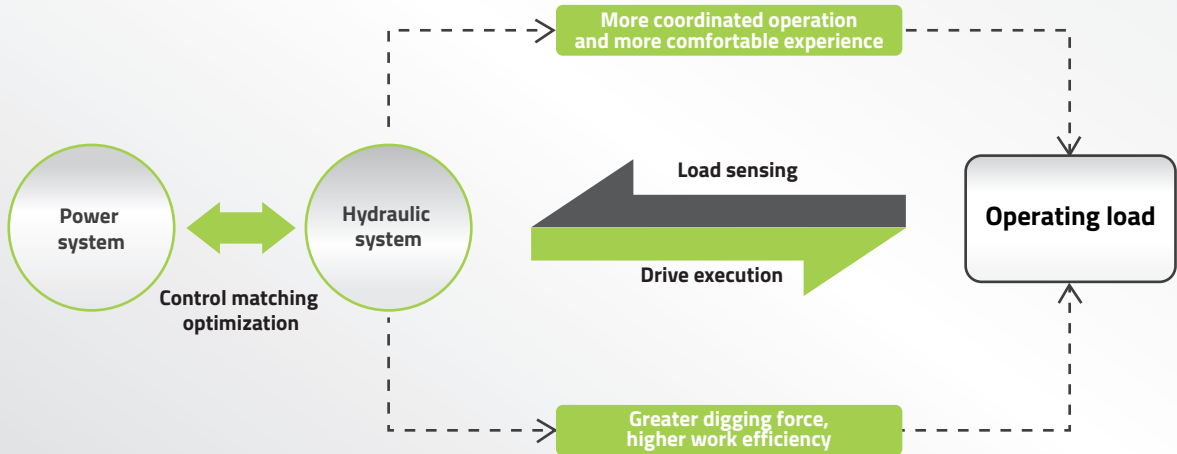 More coordinated operation
and more comfortable experience
Load sensing
Power
system
Hydraulic
system
Operating load
Drive execution
Control matching
optimization
Greater digging force,
higher work efficiency